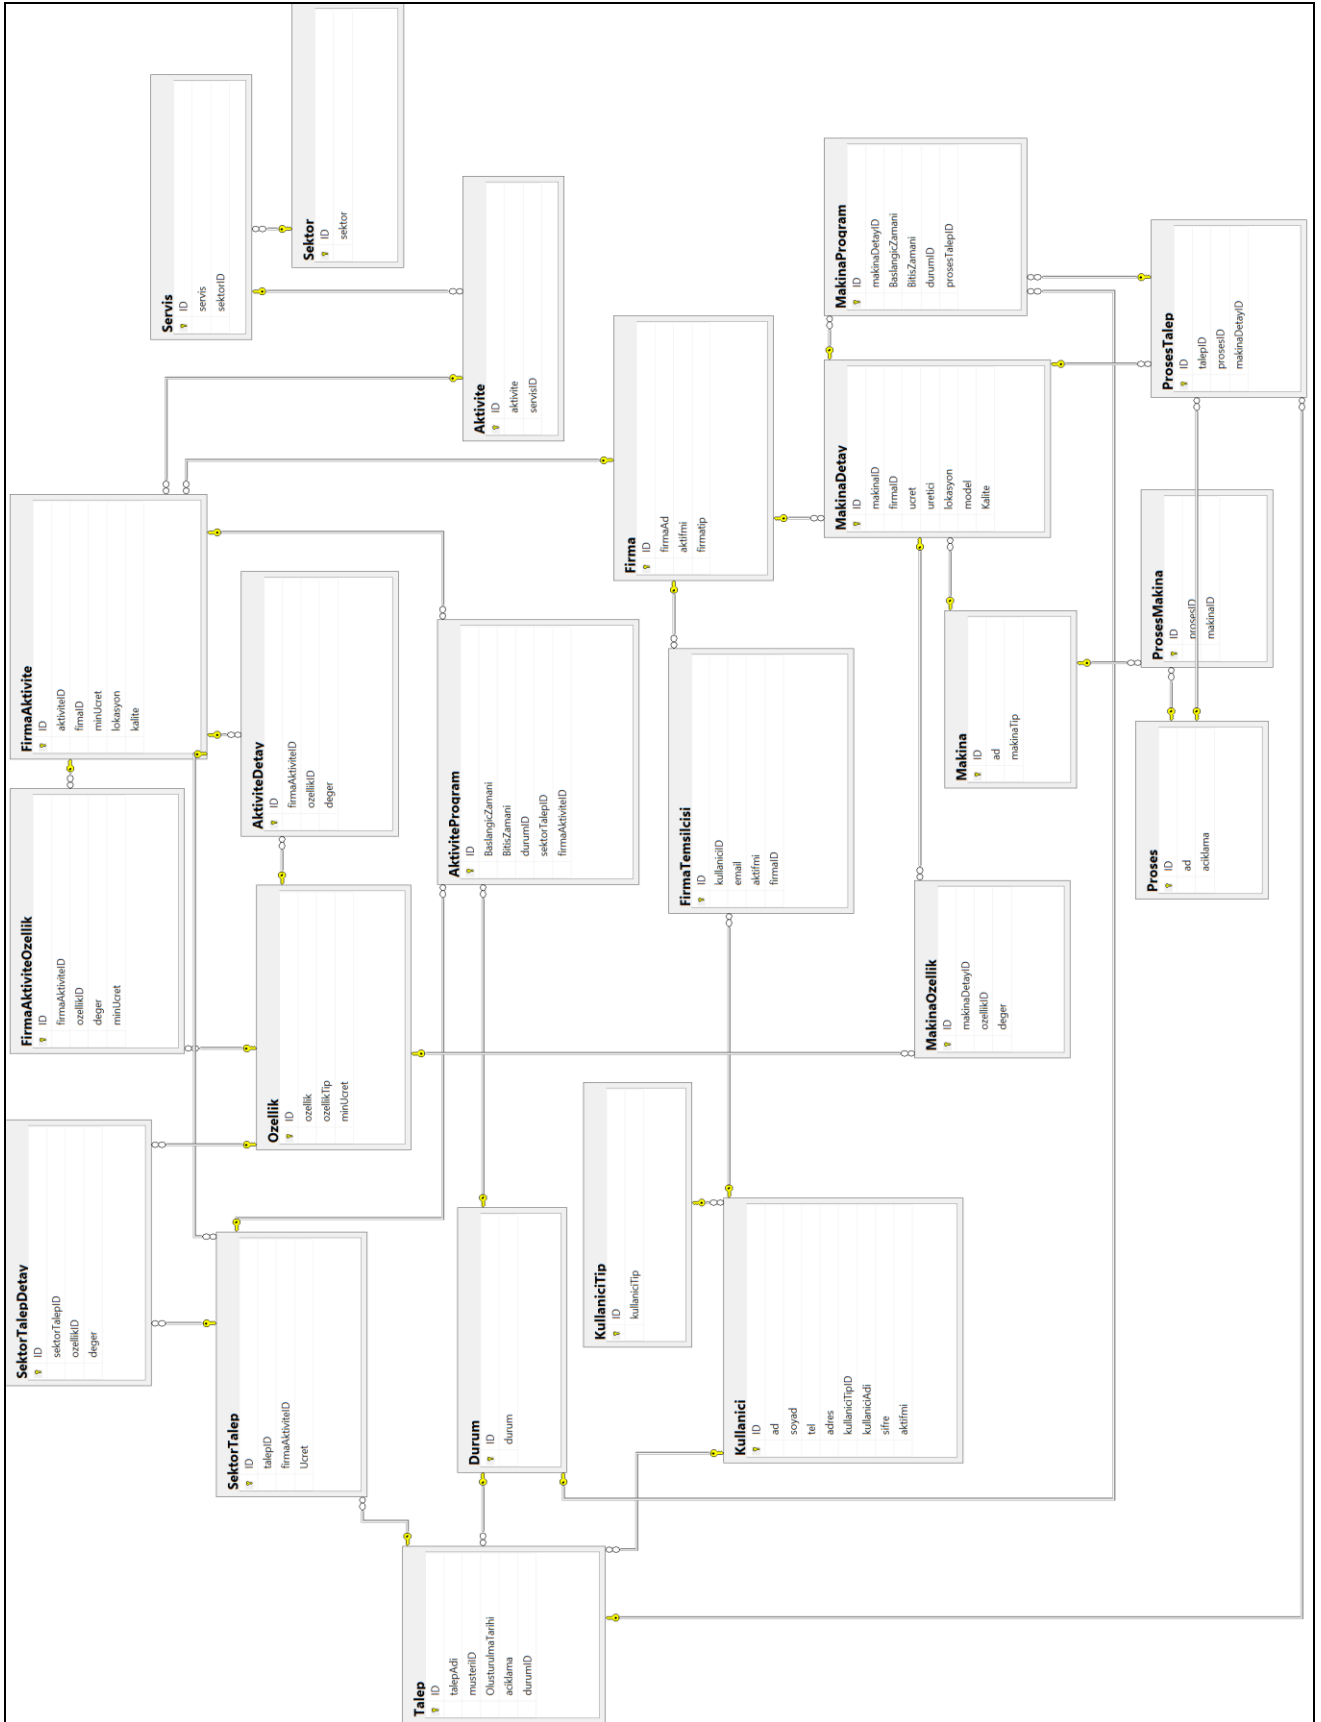 SektorTalepDetay
ID
sektorTalepID
ozellikID
deger
FirmaAktiviteOzellik
ID
firmaAktiviteID
ozellikID
deger
minUcret
FirmaAktivite
ID
aktiviteID
firmaID
minUcret
lokasyon
kalite
Servis
ID
servis
sektorID
Sektor
ID
sektor
SektorTalep
ID
talepID
firmaAktiviteID
Ucret
Ozellik
ID
ozellik
ozellikTip
minUcret
AktiviteDetay
ID
firmaAktiviteID
ozellikID
deger
Aktivite
ID
aktivite
servisID
Talep
ID
talepAdi
musteriID
OlusturulmaTarihi
aciklama
durumID
Durum
ID
durum
AktiviteProgram
ID
BaslangicZamani
BitisZamani
durumID
sektorTalepID
firmaAktiviteID
KullaniciTip
ID
kullaniciTip
FirmaTemsilcisi
ID
kullaniciID
email
aktifmi
firmaID
Firma
ID
firmaAd
aktifmi
firmatip
Kullanici
ID
ad
soyad
tel
adres
kullaniciTipID
kullaniciAdi
sifre
aktifmi
MakinaDetay
ID
makinaID
firmaID
ucret
uretici
lokasyon
model
Kalite
MakinaProgram
ID
makinaDetayID
BaslangicZamani
BitisZamani
durumID
prosesTalepID
MakinaOzellik
ID
makinaDetayID
ozellikID
deger
Makina
ID
ad
makinaTip
Proses
ID
ad
aciklama
ProsesMakina
ID
prosesID
makinaID
ProsesTalep
ID
talepID
prosesID
makinaDetayID